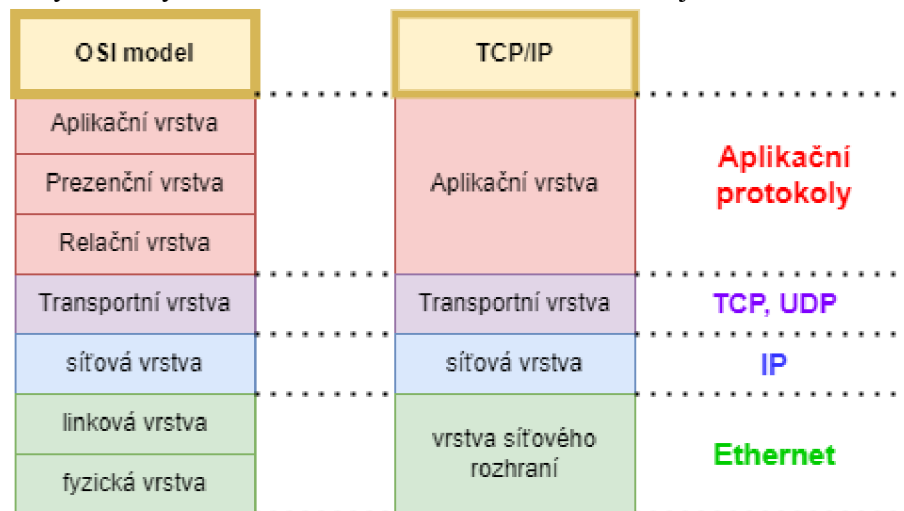 OSI model
TCP/IP
Aplikační vrstva
Prezenční vrstva
Relační vrstva
Aplikační vrstva
Aplikační
protokoly
Transportní vrstva
Transportní vrstva
TCP, UDP
síťová vrstva
síťová vrstva
IP
linková vrstva
fyzická vrstva
vrstva síťového
rozhraní
Ethernet